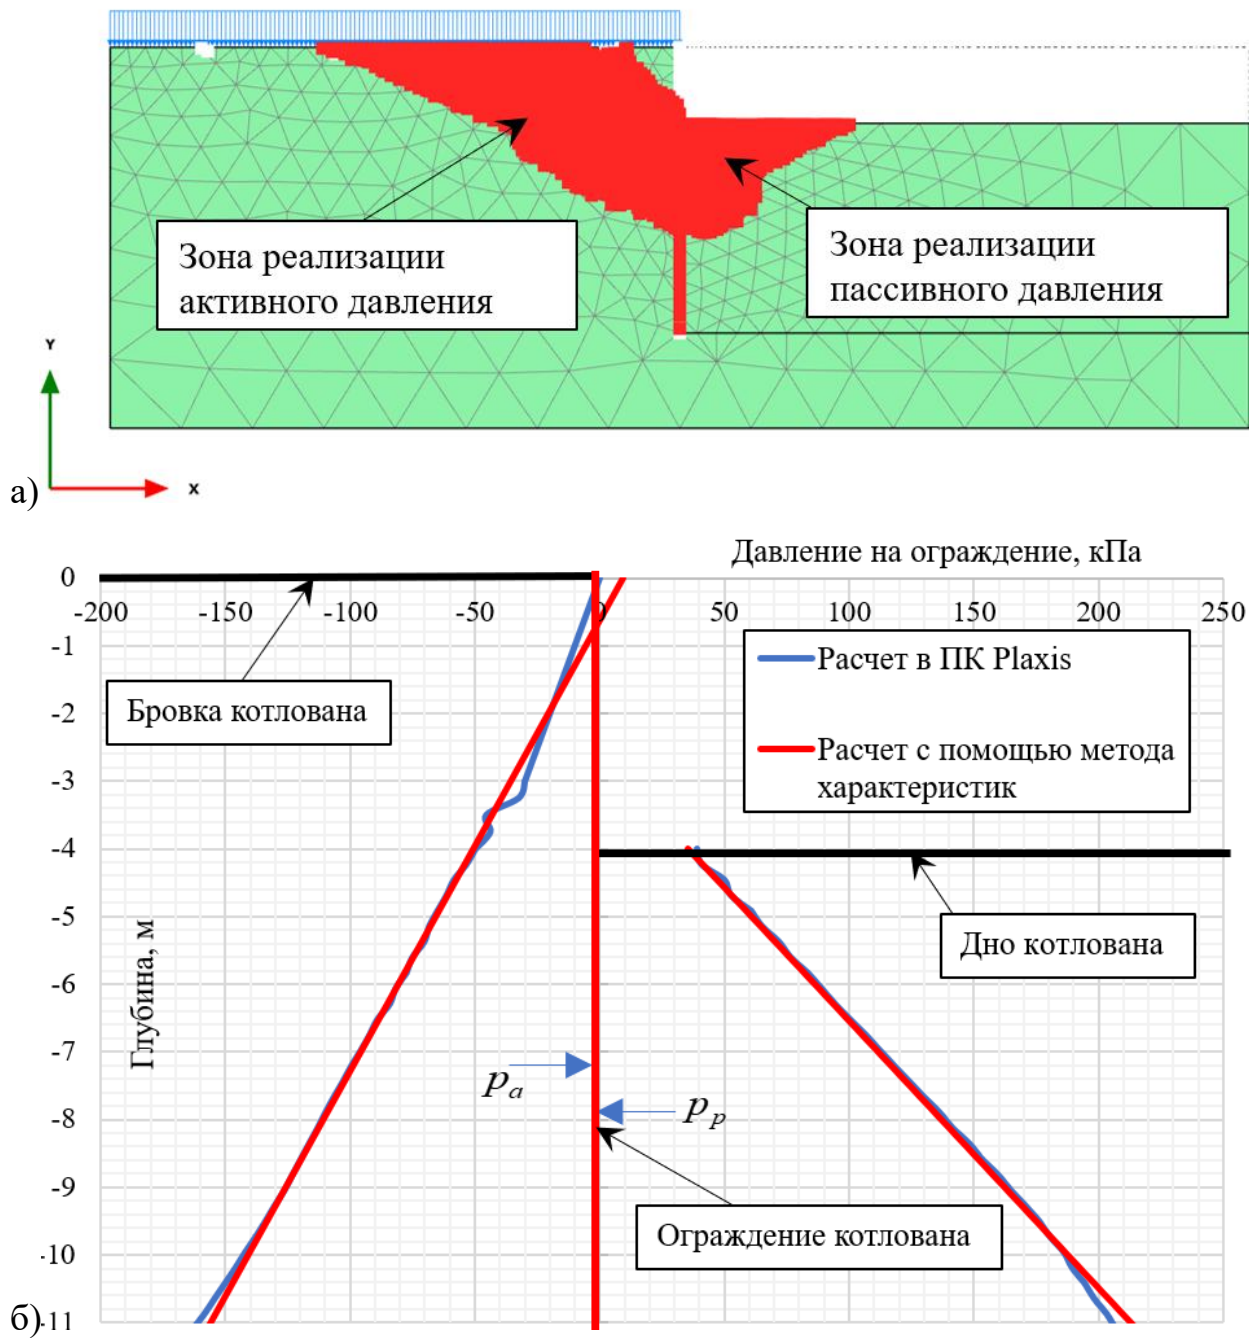 Зона реализации
активного давления
Зона реализации
пассивного давления
Y
X
а)
Давление на ограждение, кПа
0
-200 -150 -100 -50 0 50 100 150 200 250
-1
-2
-3
-4
-5
-6
-7
-8
-9
-10
-11
Расчет в ПК Plaxis
Расчет с помощью метода
характеристик
Бровка котлована
Дно котлована
Глубина, м
pₐ
pₚ
Ограждение котлована
б)